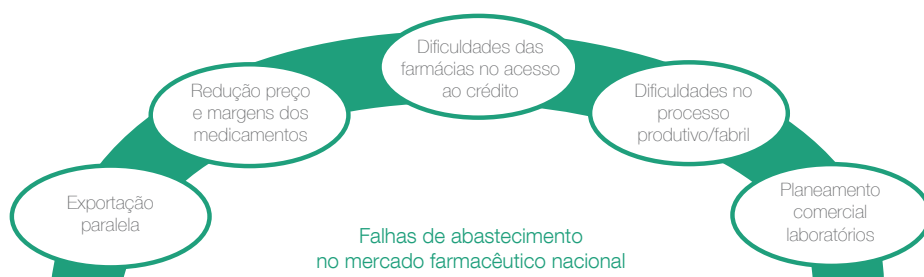 Exportação
paralela
Redução preço
e margens dos
medicamentos
Dificuldades das
farmácias no acesso
ao crédito
Dificuldades no
processo
produtivo/fabril
Planeamento
comercial
laboratórios
Falhas de abastecimento
no mercado farmacêutico nacional